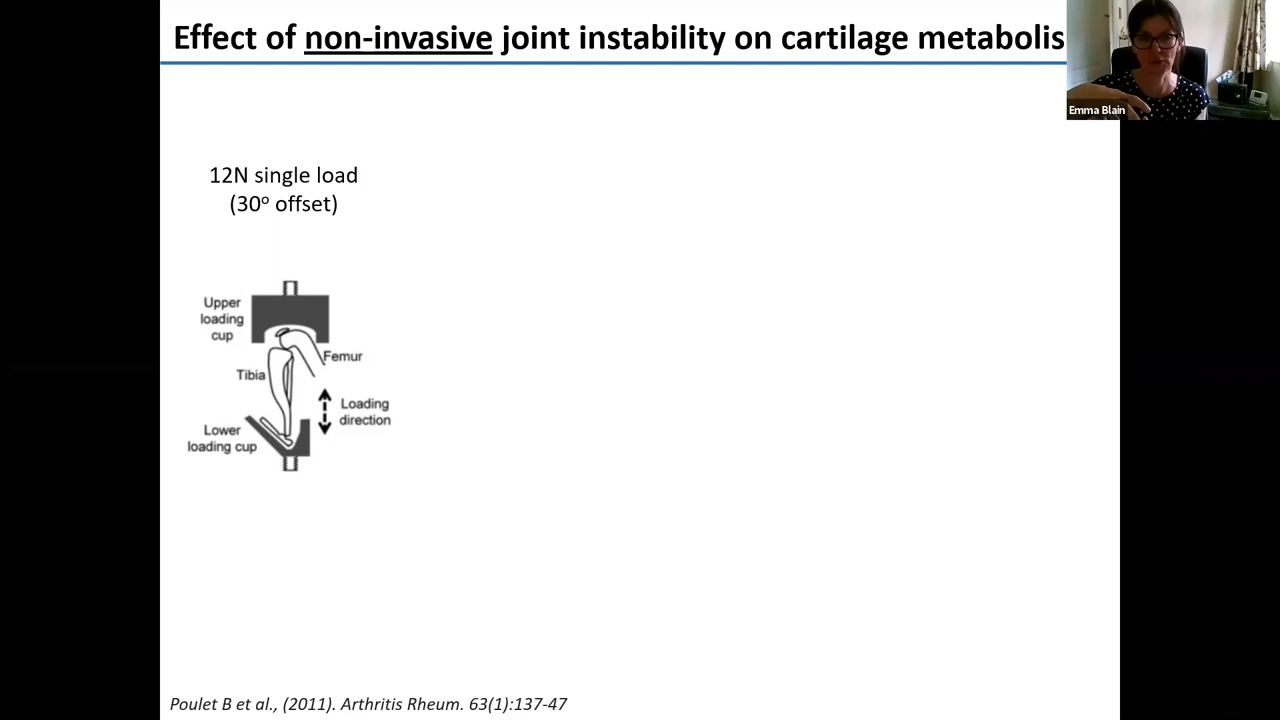 Effect of non-invasive joint instability on cartilage metabolis
Emma Blain
12N single load
(30º offset)
Upper
loading
cup
Femur
Tibia
Loading
direction
Lower
loading cup
Poulet B et al., (2011). Arthritis Rheum. 63(1):137-47